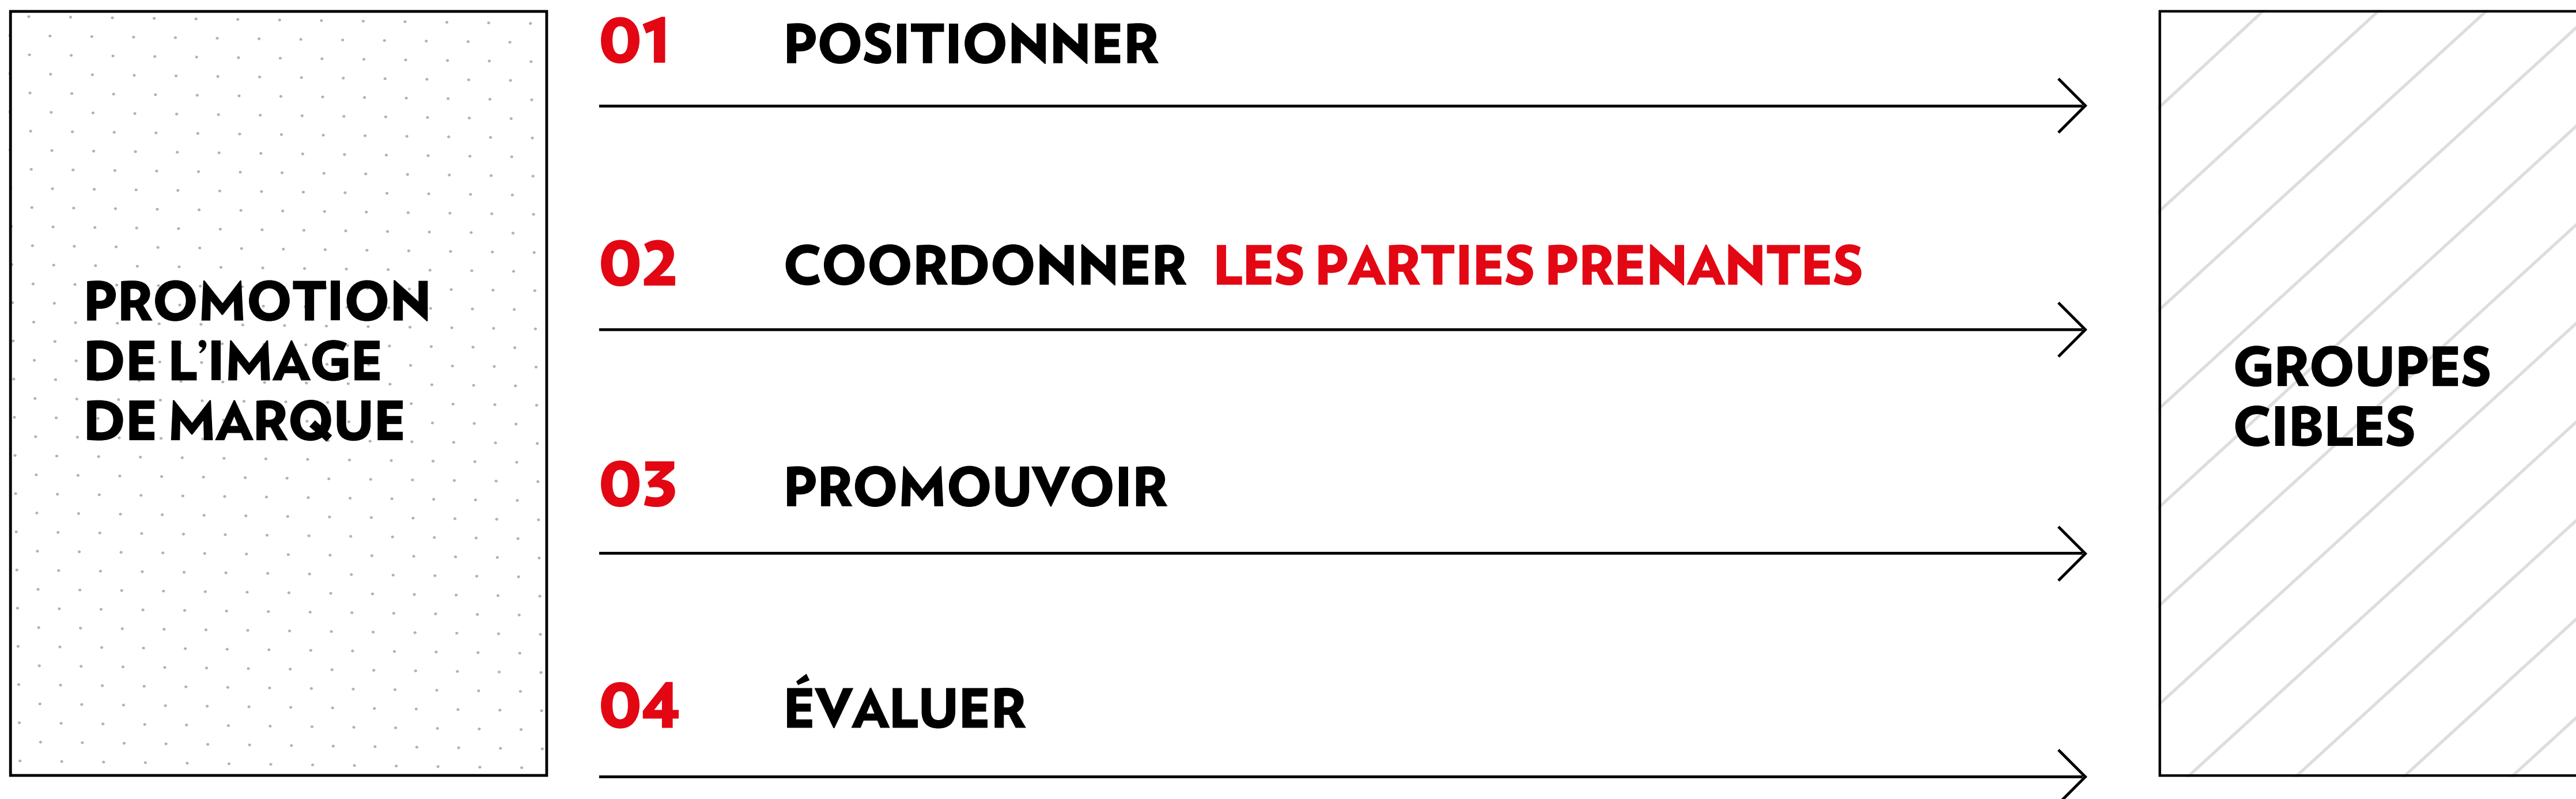 PROMOTION
DE L’IMAGE
DE MARQUE
01 POSITIONNER
02 COORDONNER LES PARTIES PRENANTES
03 PROMOUVOIR
04 ÉVALUER
GROUPES
CIBLES